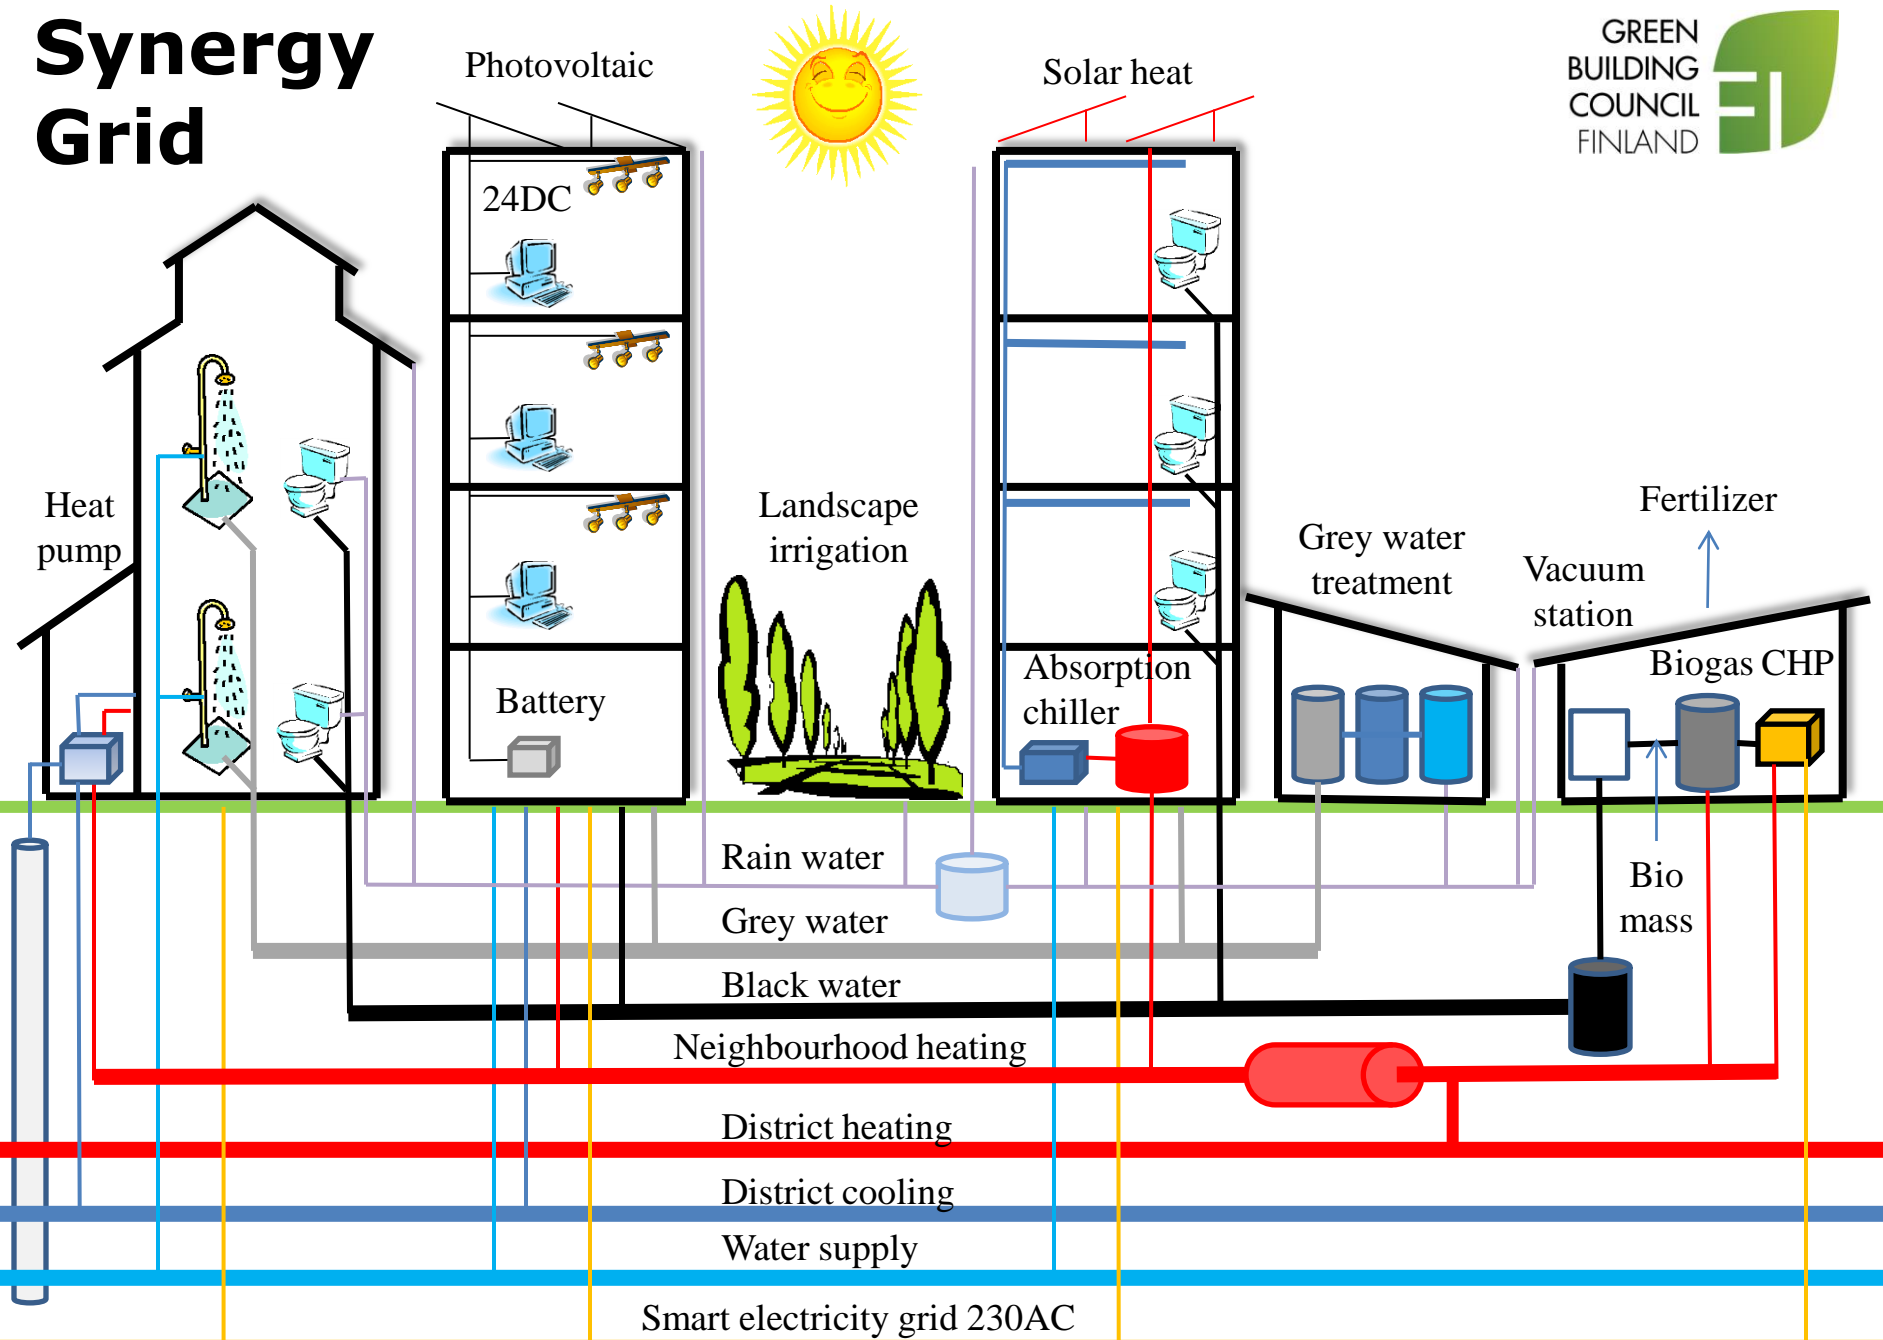 Synergy
Grid
Photovoltaic
Solar heat
GREEN
BUILDING
COUNCIL
FINLAND
24DC
Heat
pump
Landscape
irrigation
Grey water
treatment
Fertilizer
Vacuum
station
Biogas CHP
Absorption
chiller
Battery
Rain water
Bio
mass
Grey water
Black water
Neighbourhood heating
District heating
District cooling
Water supply
Smart electricity grid 230AC